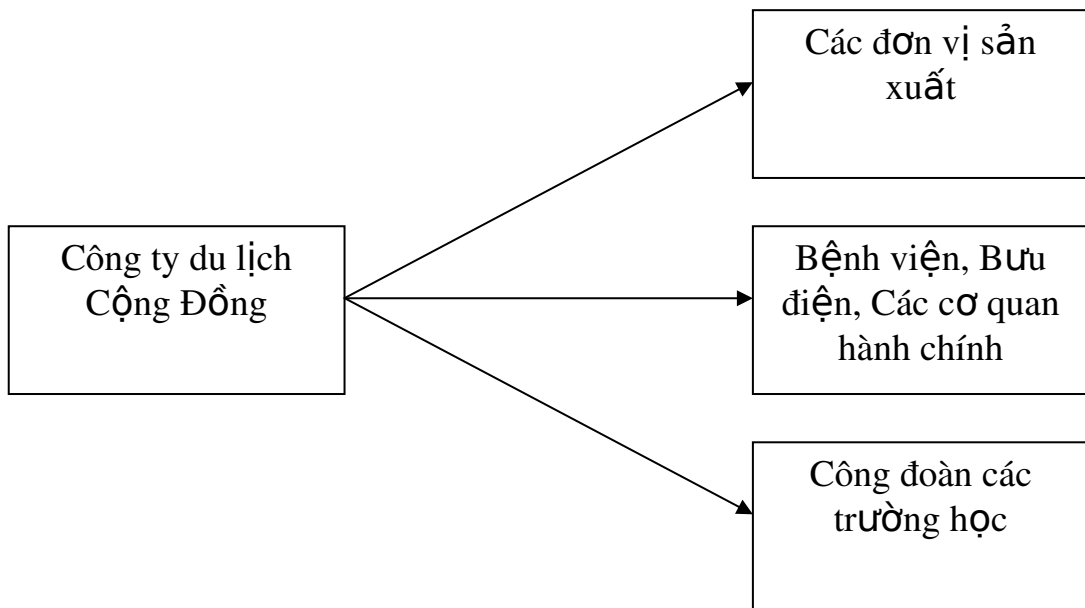 Các đơn vị sản
xuất
Công ty du lịch
Cộng Đồng
Bệnh viện, Bưu
điện, Các cơ quan
hành chính
Công đoàn các
trường học